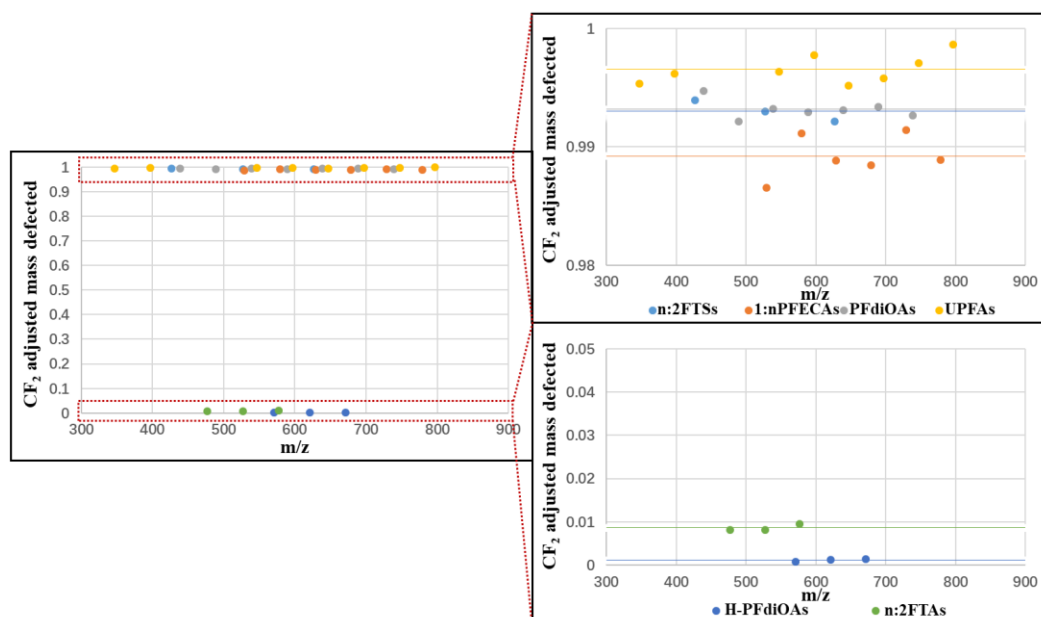 CF2 adjusted mass defected
1
0.9
0.8
0.7
0.6
0.5
0.4
0.3
0.2
0.1
0
300 400 500 600 700 800 900
m/z
CF2 adjusted mass defected
1
0.99
0.98
300 400 500 600 700 800 900
m/z
n:2FTSs 1:nPFECAs PFdiOAs UPFAs
CF2 adjusted mass defected
0.05
0.04
0.03
0.02
0.01
0
300 400 500 600 700 800 900
m/z
H-PFdiOAs n:2FTAs